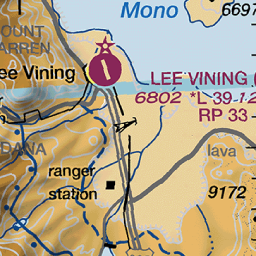 Mono
6697
OUNT
ARREN
ee Vining
LEE VINING (
6802 *L 39 12
RP 33
DANA
lava
ranger
station
9172